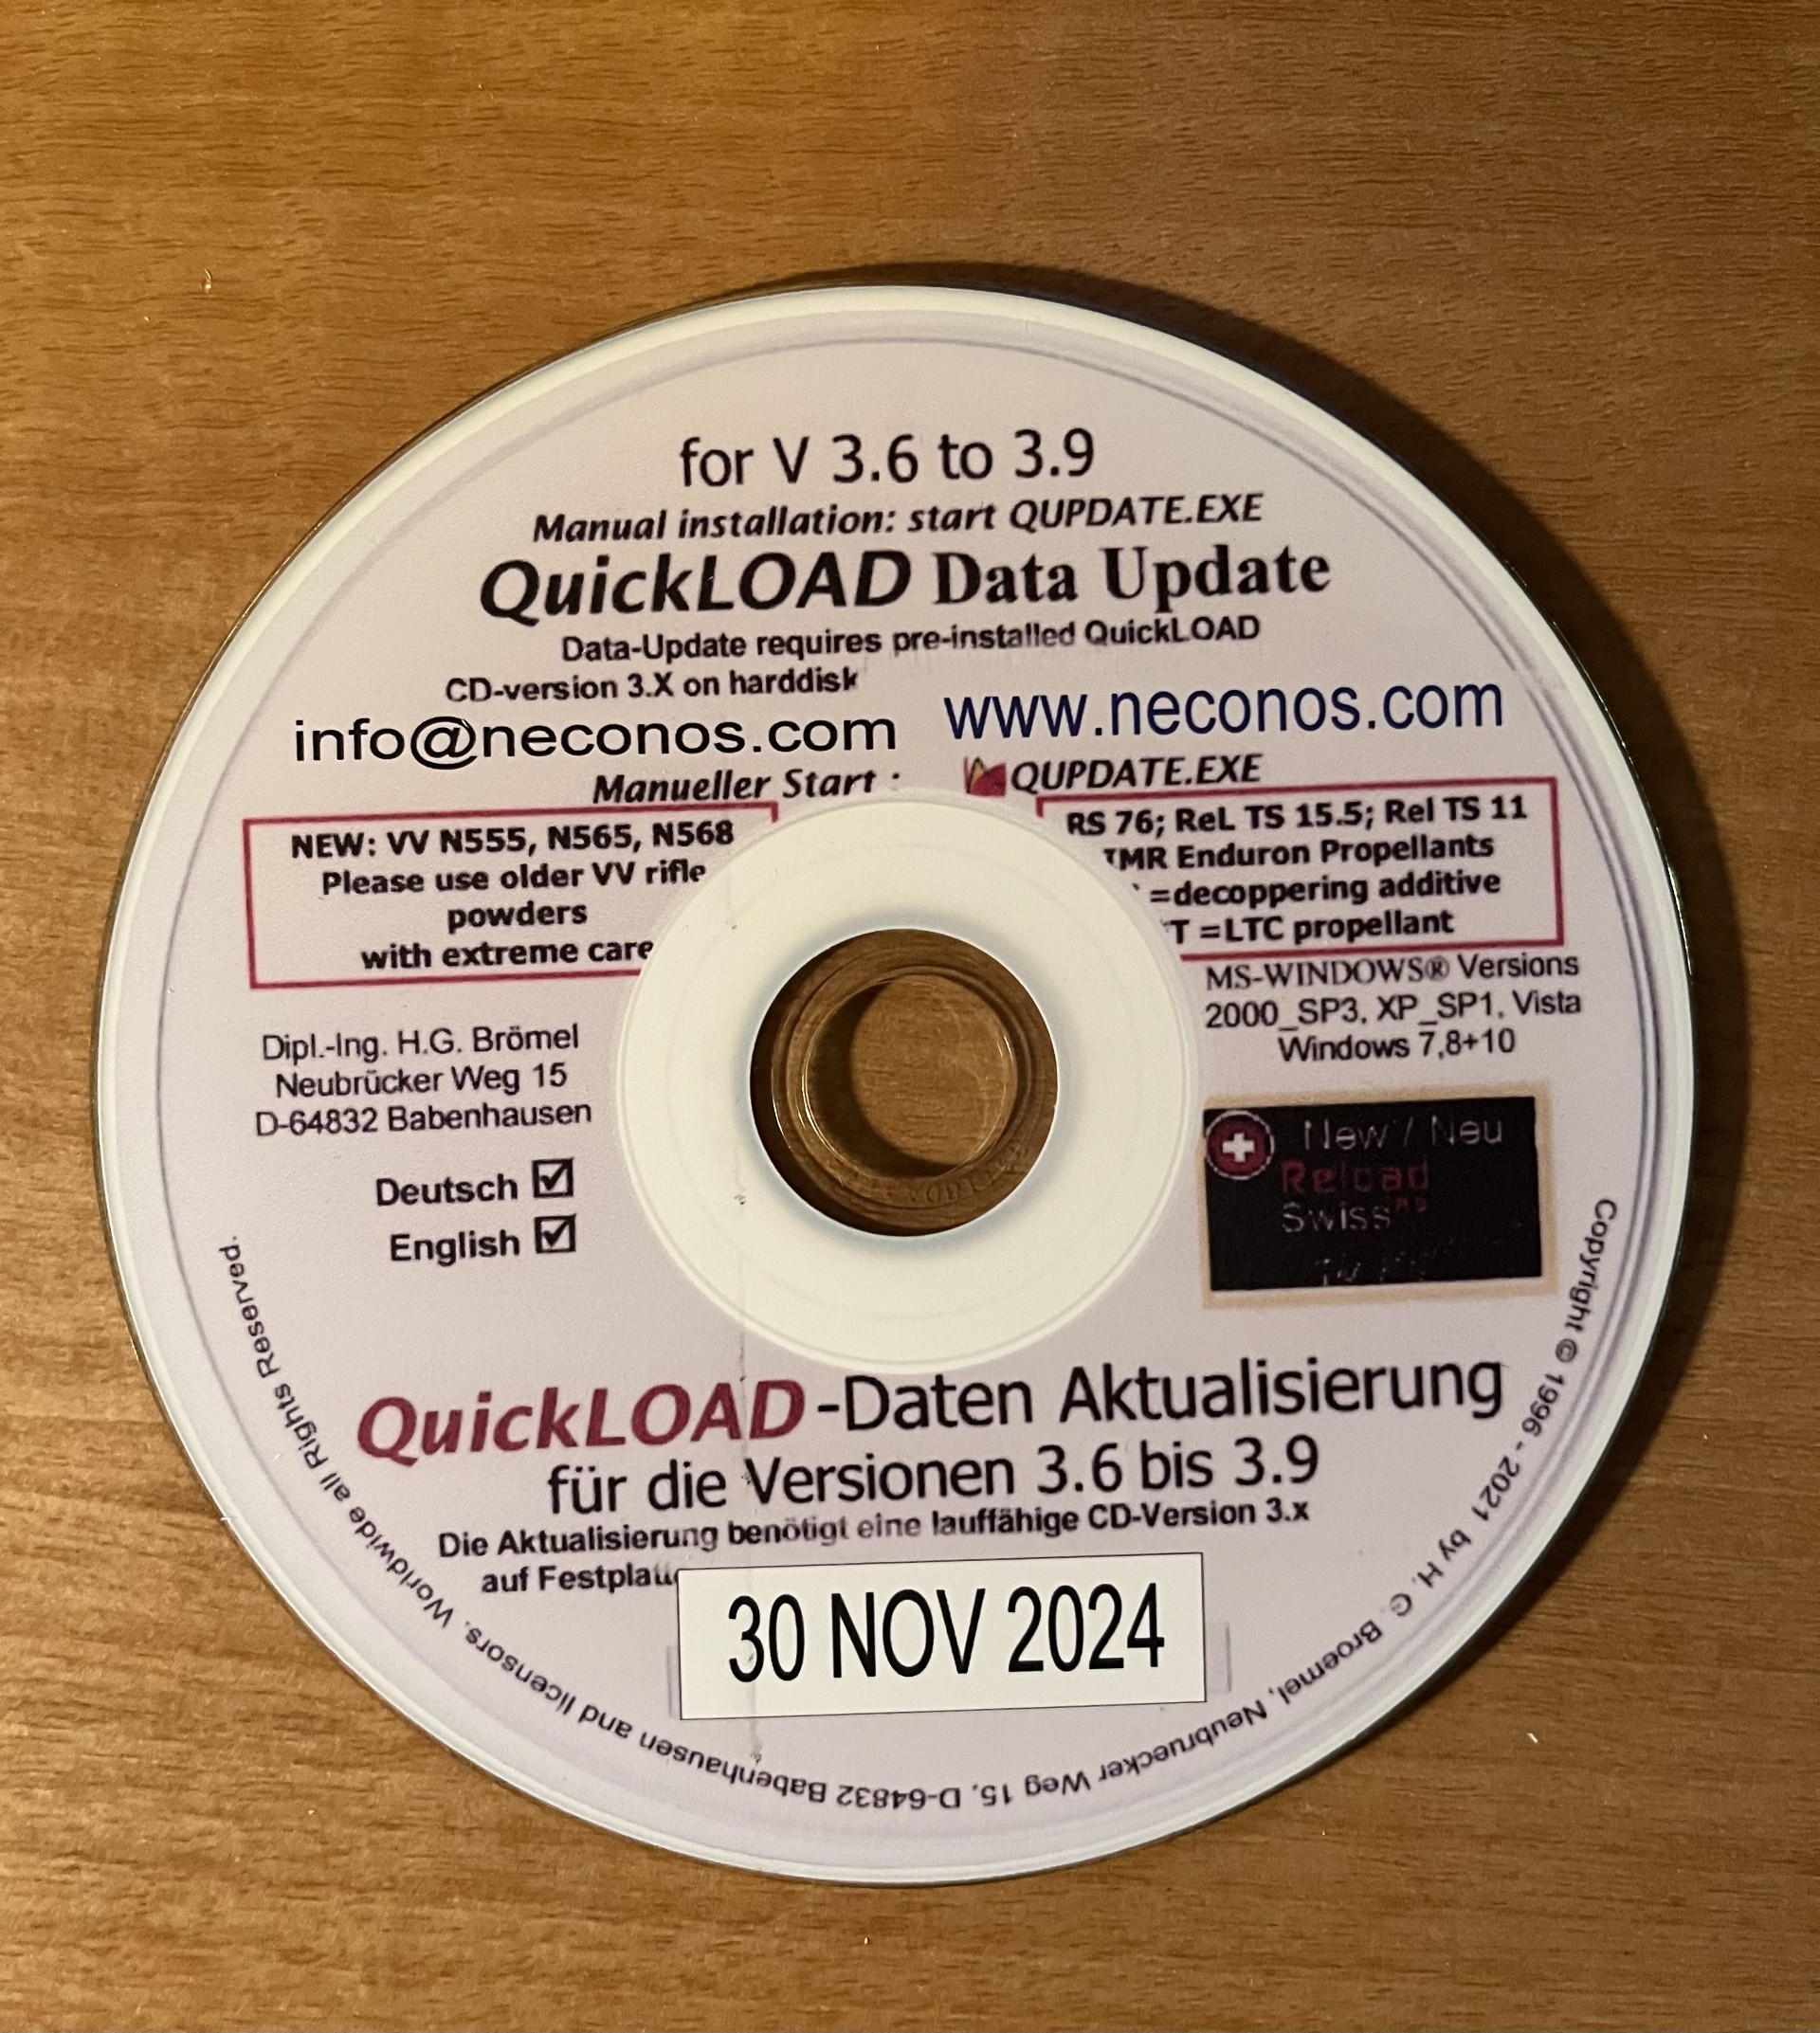 for V 3.6 to 3.9
Manual installation: start QUPDATE.EXE
QuickLOAD Data Update
Data-Update requires pre-installed QuickLOAD
CD-version 3.X on harddisk
info@neconos.com
www.neconos.com
Manueller Start :
QUPDATE.EXE
NEW: VV N555, N565, N568
Please use older VV rifle
powders
with extreme care
RS 76; ReL TS 15.5; Rel TS 11
IMR Enduron Propellants
=decoppering additive
T =LTC propellant
MS-WINDOWS® Versions
2000_SP3, XP_SP1, Vista
Windows 7,8+10
Dipl.-Ing. H.G. Brömel
Neubrücker Weg 15
D-64832 Babenhausen
Deutsch
English
New / Neu
Reload
Swiss
QuickLOAD-Daten Aktualisierung
für die Versionen 3.6 bis 3.9
Die Aktualisierung benötigt eine lauffähige CD-Version 3.x
auf
30 NOV 2024
Copyright © 1996 - 2021 by H. G. Broemel, Neubruecker Weg 15, D-64832 Babenhausen and licensors. Worldwide all Rights Reserved.